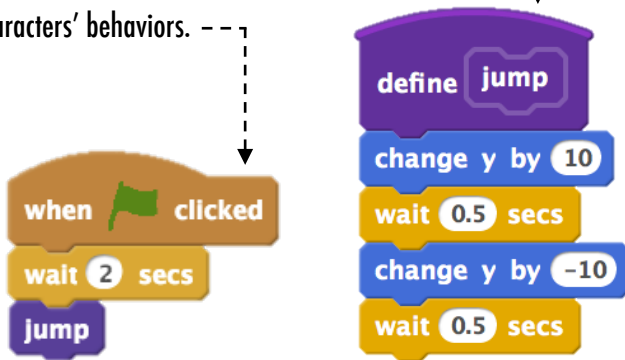 aracters' behaviors.
when clicked
wait 2 secs
jump
define jump
change y by 10
wait 0.5 secs
change y by -10
wait 0.5 secs